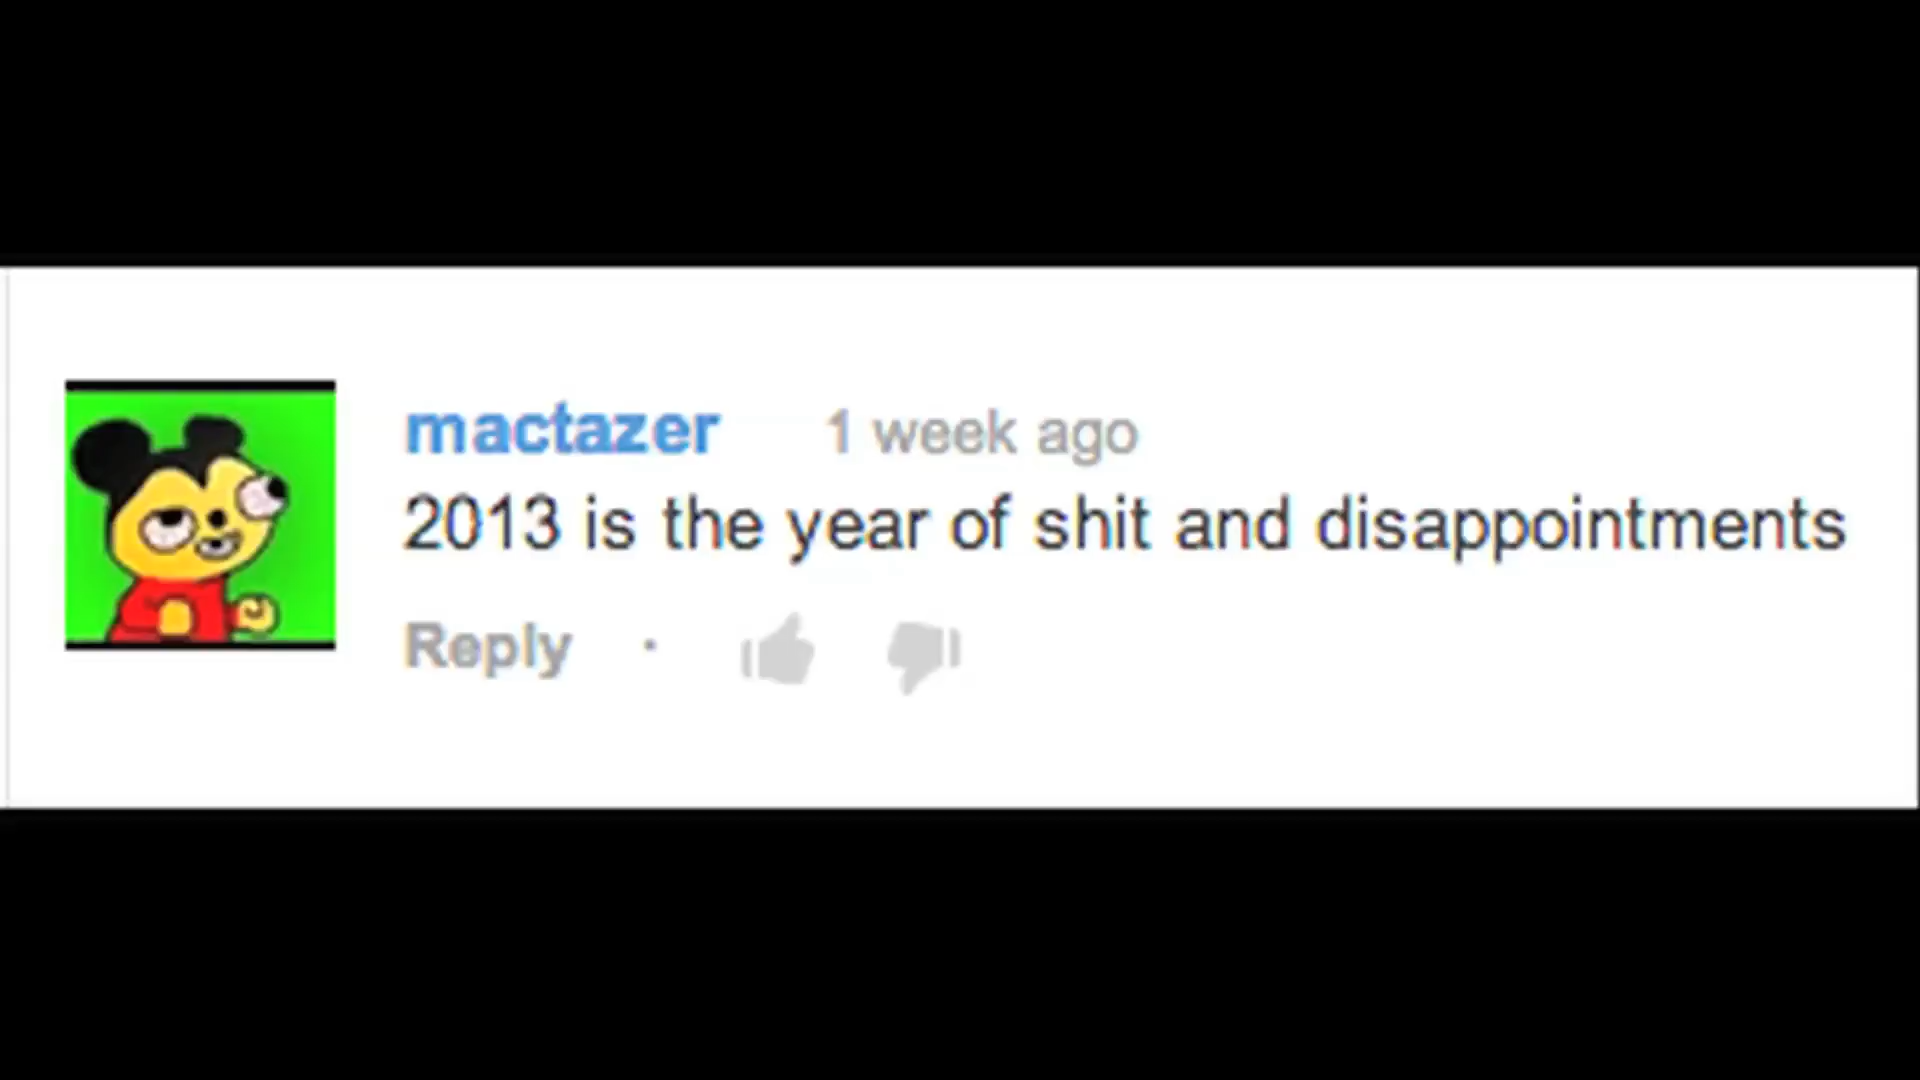 mactazer 1 week ago
2013 is the year of shit and disappointments
Reply ·